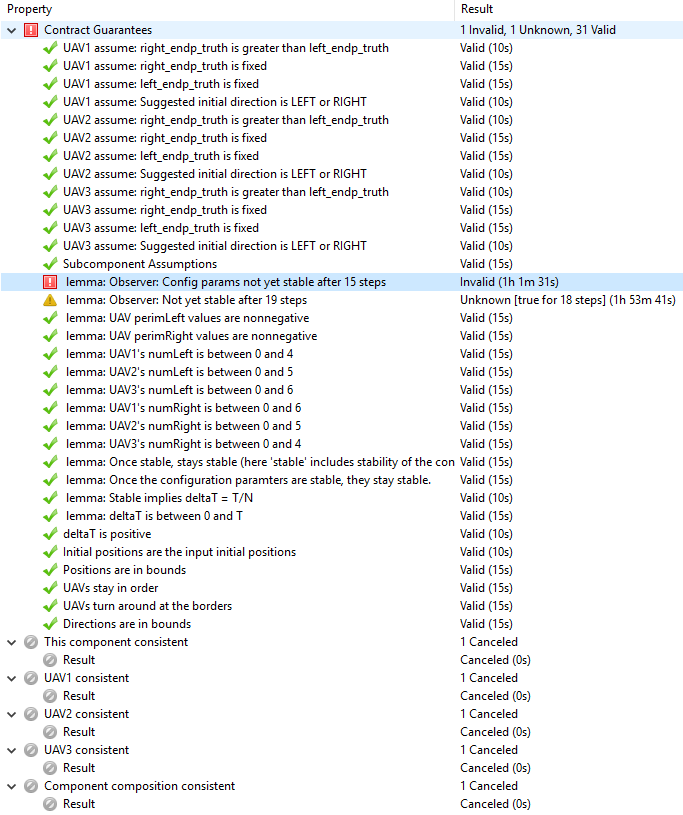 Property Result
Contract Guarantees 1 Invalid, 1 Unknown, 31 Valid
UAV1 assume: right_endp_truth is greater than left_endp_truth Valid (10s)
UAV1 assume: right_endp_truth is fixed Valid (15s)
UAV1 assume: left_endp_truth is fixed Valid (15s)
UAV1 assume: Suggested initial direction is LEFT or RIGHT Valid (10s)
UAV2 assume: right_endp_truth is greater than left_endp_truth Valid (10s)
UAV2 assume: right_endp_truth is fixed Valid (15s)
UAV2 assume: left_endp_truth is fixed Valid (15s)
UAV2 assume: Suggested initial direction is LEFT or RIGHT Valid (10s)
UAV3 assume: right_endp_truth is greater than left_endp_truth Valid (10s)
UAV3 assume: right_endp_truth is fixed Valid (15s)
UAV3 assume: left_endp_truth is fixed Valid (15s)
UAV3 assume: Suggested initial direction is LEFT or RIGHT Valid (10s)
Subcomponent Assumptions Valid (15s)
lemma: Observer: Config params not yet stable after 15 steps Invalid (1h 1m 31s)
lemma: Observer: Not yet stable after 19 steps Unknown [true for 18 steps] (1h 53m 41s)
lemma: UAV perimLeft values are nonnegative Valid (15s)
lemma: UAV perimRight values are nonnegative Valid (15s)
lemma: UAV1's numLeft is between 0 and 4 Valid (15s)
lemma: UAV2's numLeft is between 0 and 5 Valid (15s)
lemma: UAV3's numLeft is between 0 and 6 Valid (15s)
lemma: UAV1's numRight is between 0 and 6 Valid (15s)
lemma: UAV2's numRight is between 0 and 5 Valid (15s)
lemma: UAV3's numRight is between 0 and 4 Valid (15s)
lemma: Once stable, stays stable (here 'stable' includes stability of the con Valid (15s)
lemma: Once the configuration paramters are stable, they stay stable. Valid (15s)
lemma: Stable implies deltaT = T/N Valid (10s)
lemma: deltaT is between 0 and T Valid (15s)
deltaT is positive Valid (10s)
Initial positions are the input initial positions Valid (10s)
Positions are in bounds Valid (15s)
UAVs stay in order Valid (15s)
UAVs turn around at the borders Valid (15s)
Directions are in bounds Valid (15s)
This component consistent 1 Canceled
Result Canceled (0s)
UAV1 consistent 1 Canceled
Result Canceled (0s)
UAV2 consistent 1 Canceled
Result Canceled (0s)
UAV3 consistent 1 Canceled
Result Canceled (0s)
Component composition consistent 1 Canceled
Result Canceled (0s)